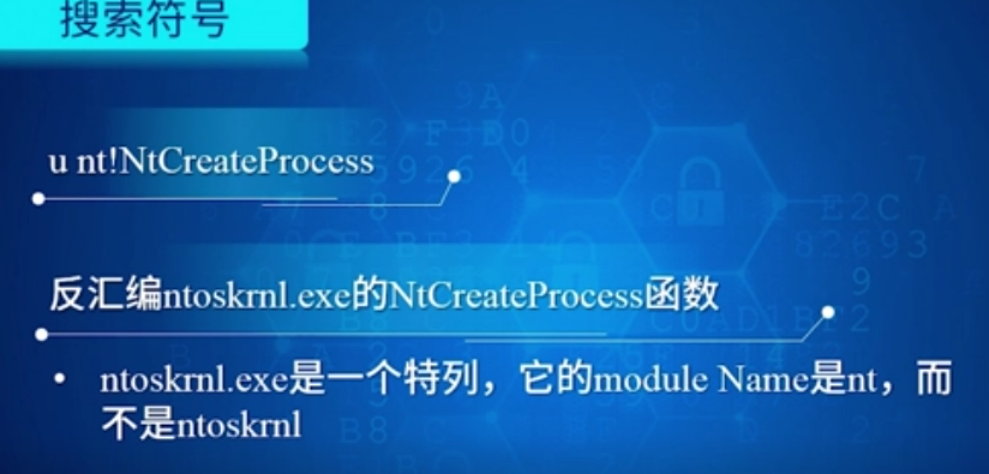 搜索符号
u nt!NtCreateProcess
反汇编ntoskrnl.exe的NtCreateProcess函数
• ntoskrnl.exe是一个特列，它的module Name是nt，而
不是ntoskrnl